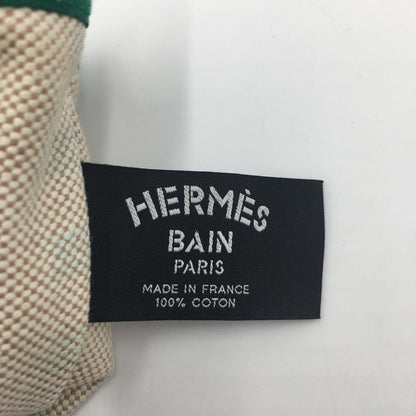 HERMÈS
BAIN
PARIS
MADE IN FRANCE
100% COTON